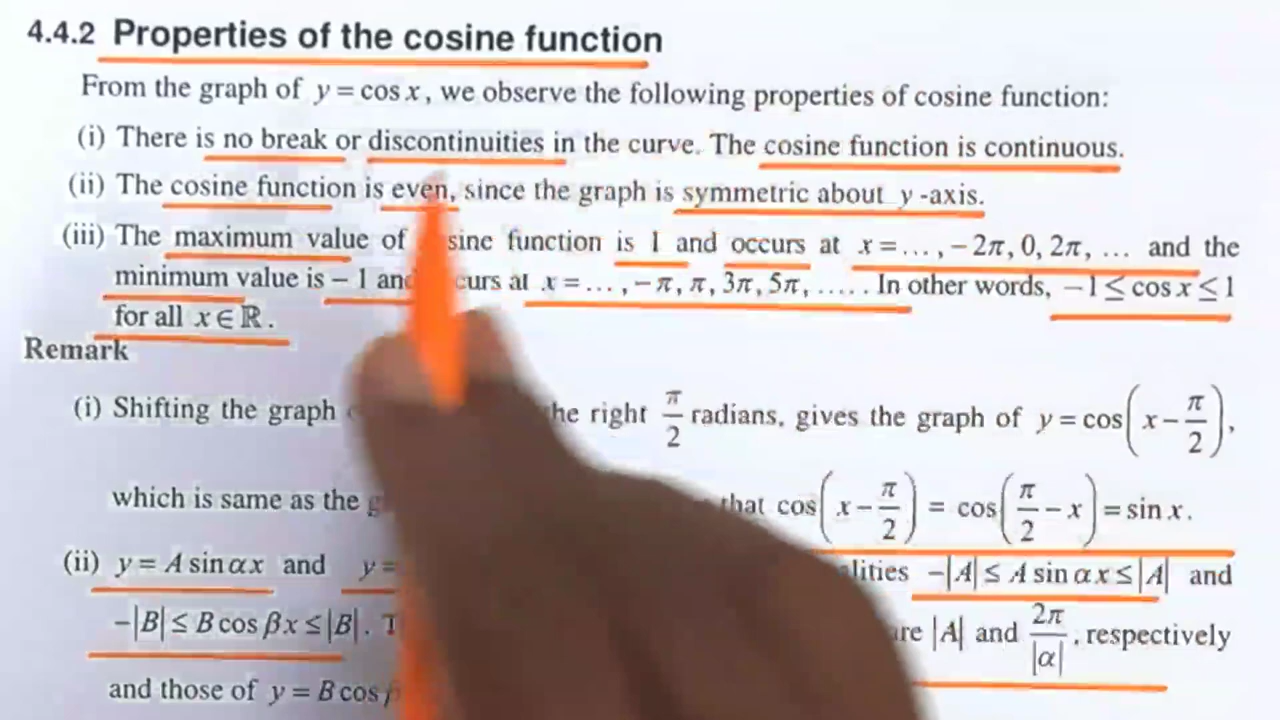 4.4.2 Properties of the cosine function
From the graph of y = cos x, we observe the following properties of cosine function:
(i) There is no break or discontinuities in the curve. The cosine function is continuous.
(ii) The cosine function is even, since the graph is symmetric about y-axis.
(iii) The maximum value of sine function is 1 and occurs at x = …, −2π, 0, 2π, … and the
minimum value is −1 and curs at x = …, −π, π, 3π, 5π, ….. In other words, −1 ≤ cos x ≤ 1
for all x ∈ ℝ.
Remark
(i) Shifting the graph he right π/2 radians, gives the graph of y = cos(x − π/2),
which is same as the that cos(x − π/2) = cos(π/2 − x) = sin x.
(ii) y = A sin αx and y = lities −|A| ≤ A sin αx ≤ |A| and
−|B| ≤ B cos βx ≤ |B|. are |A| and 2π/|α|, respectively
and those of y = B cos